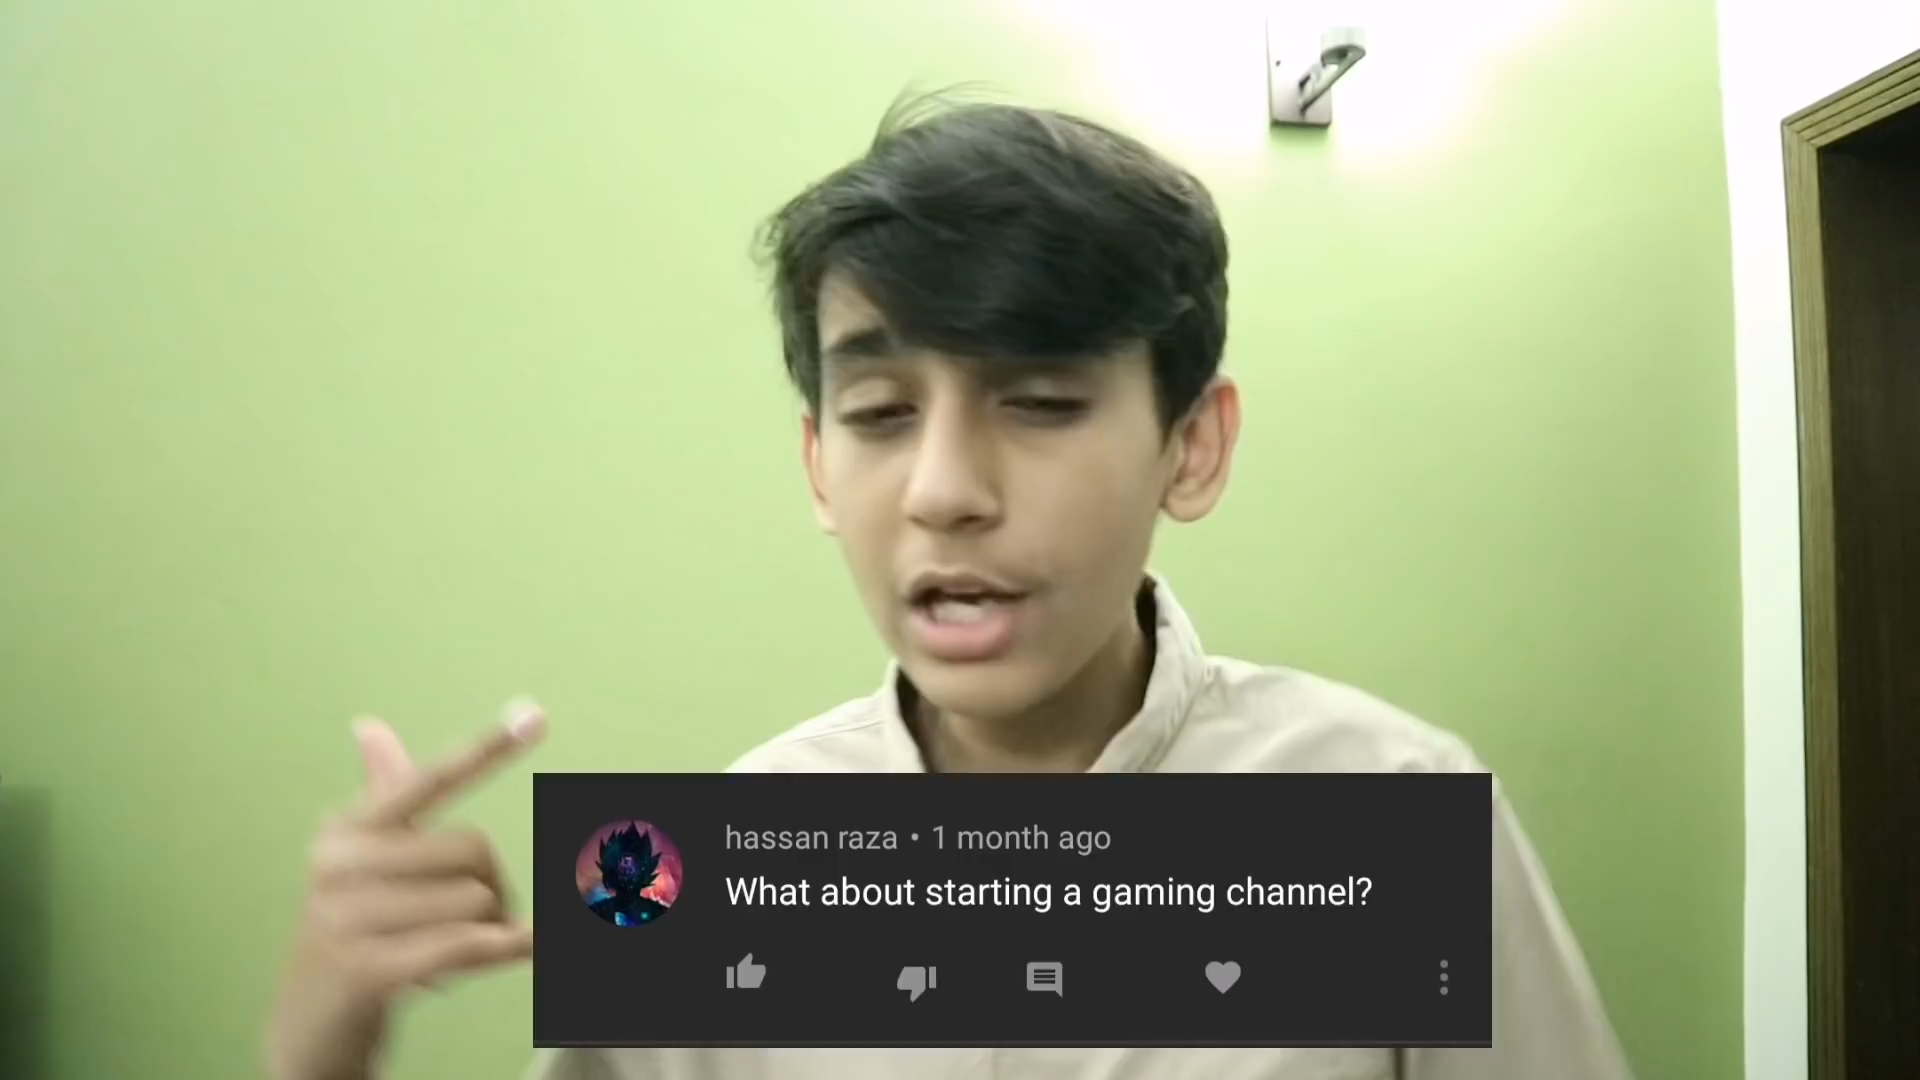 hassan raza • 1 month ago
What about starting a gaming channel?